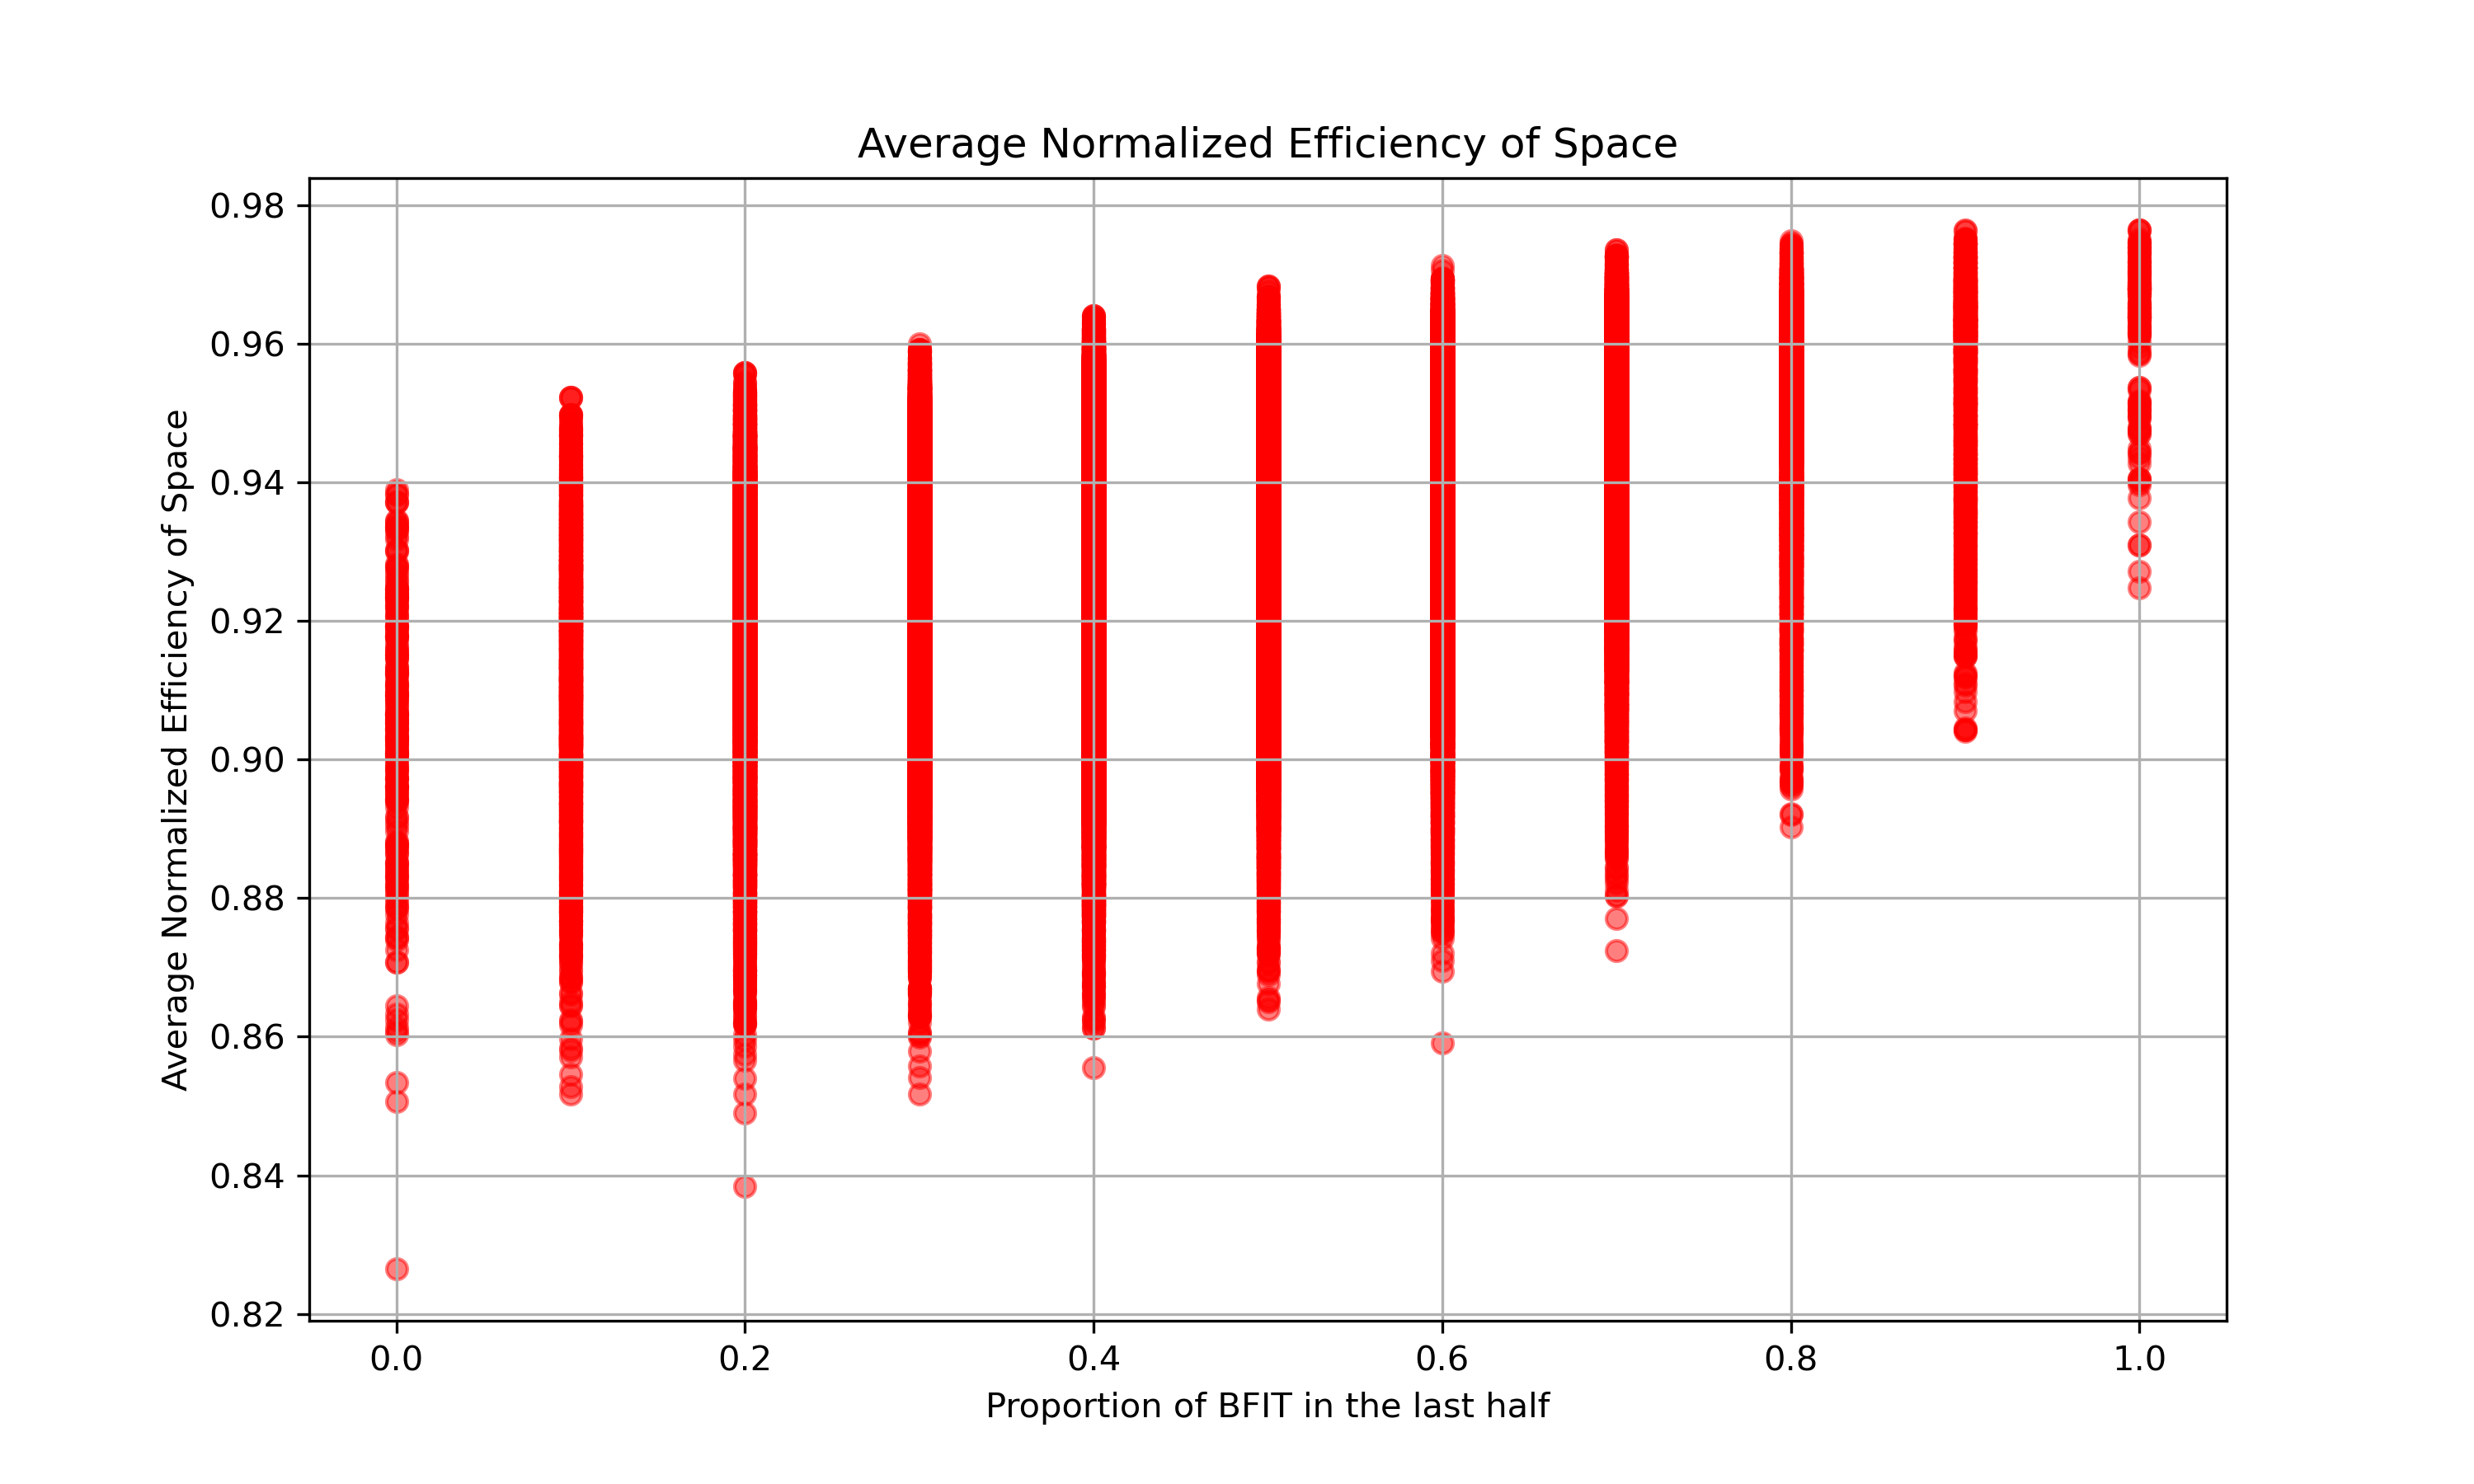 Average Normalized Efficiency of Space
Average Normalized Efficiency of Space
0.98
0.96
0.94
0.92
0.90
0.88
0.86
0.84
0.82
0.0 0.2 0.4 0.6 0.8 1.0
Proportion of BFIT in the last half